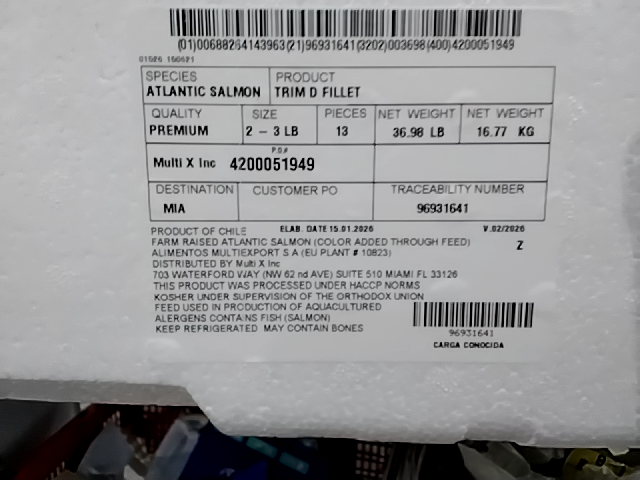 (01)00688264143963(21)96931641(3202)003698(400)4200051949
SPECIES PRODUCT
ATLANTIC SALMON TRIM D FILLET
QUALITY SIZE PIECES NET WEIGHT NET WEIGHT
PREMIUM 2 - 3 LB 13 36.98 LB 16.77 KG
P.O.#
Multi X Inc 4200051949
DESTINATION CUSTOMER PO TRACEABILITY NUMBER
MIA 96931641
PRODUCT OF CHILE ELAB. DATE 15.01.2026 V.02/2026
FARM RAISED ATLANTIC SALMON (COLOR ADDED THROUGH FEED) Z
ALIMENTOS MULTIEXPORT S A (EU PLANT # 10823)
DISTRIBUTED BY Multi X Inc
703 WATERFORD WAY (NW 62 nd AVE) SUITE 510 MIAMI FL 33126
THIS PRODUCT WAS PROCESSED UNDER HACCP NORMS
KOSHER UNDER SUPERVISION OF THE ORTHODOX UNION
FEED USED IN PRODUCTION OF AQUACULTURED
ALERGENS CONTAINS FISH (SALMON)
KEEP REFRIGERATED MAY CONTAIN BONES
96931641
CARGA CONOCIDA